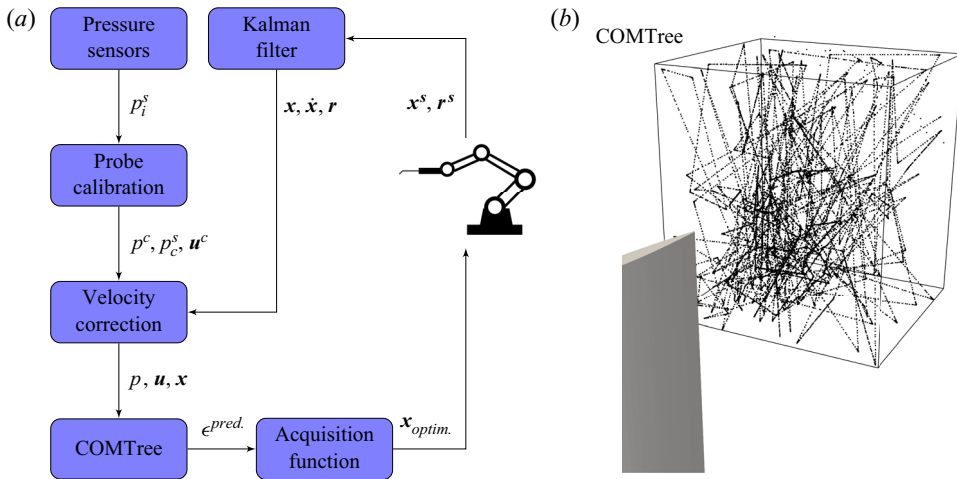 (a)
Pressure
sensors
Kalman
filter
p_i^s
x, ẋ, r
x^s, r^s
Probe
calibration
p^c, p_c^s, u^c
Velocity
correction
p, u, x
COMTree
ϵ^pred.
Acquisition
function
x_optim.
(b)
COMTree